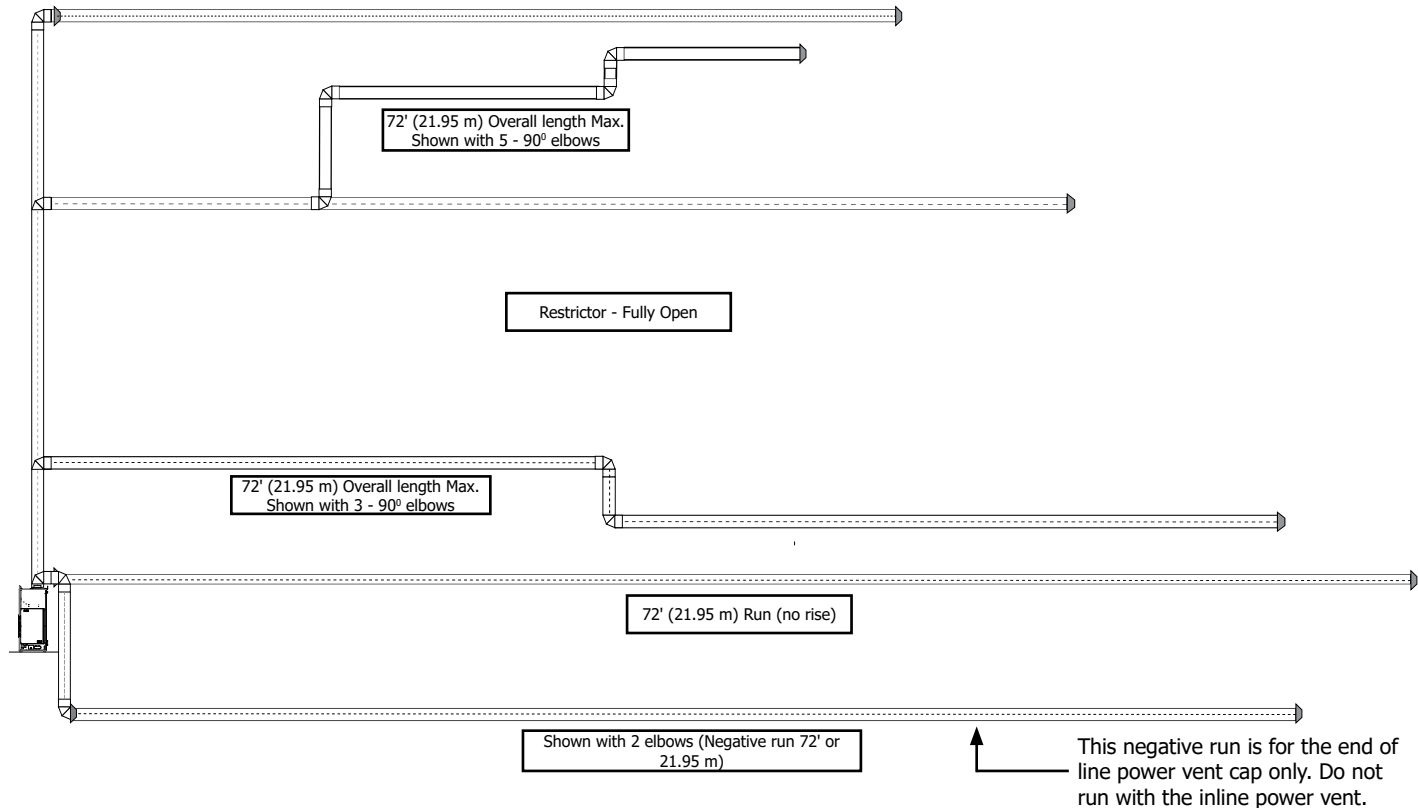 72' (21.95 m) Overall length Max.
Shown with 5 - 90⁰ elbows
Restrictor - Fully Open
72' (21.95 m) Overall length Max.
Shown with 3 - 90⁰ elbows
72' (21.95 m) Run (no rise)
Shown with 2 elbows (Negative run 72' or
21.95 m)
This negative run is for the end of
line power vent cap only. Do not
run with the inline power vent.